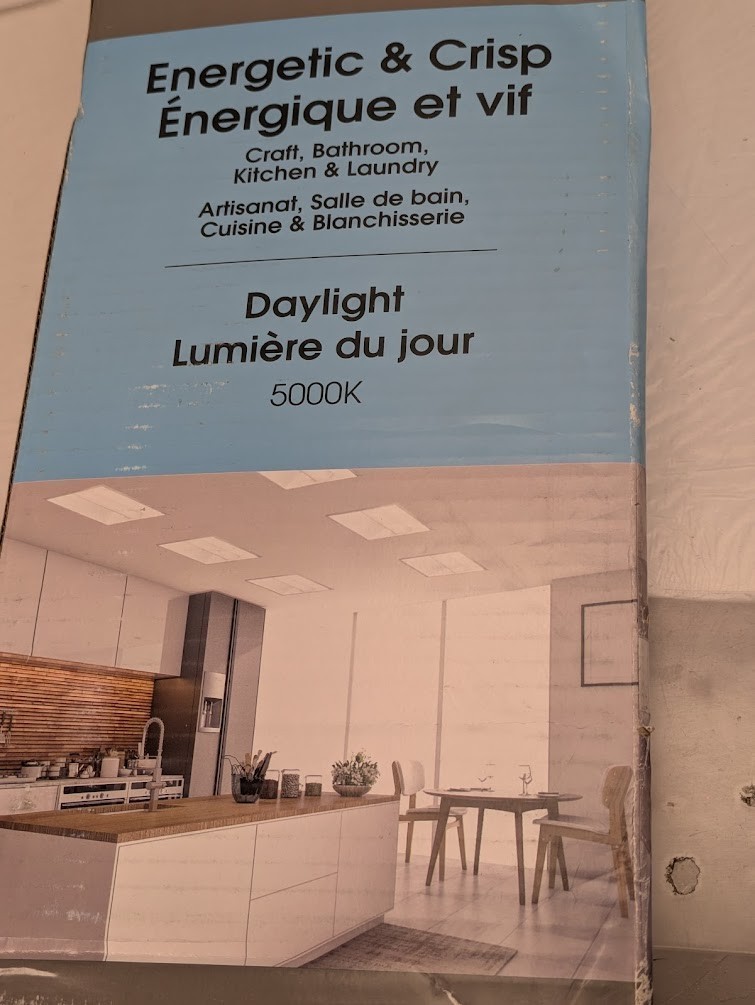 Energetic & Crisp
Énergique et vif
Craft, Bathroom,
Kitchen & Laundry
Artisanat, Salle de bain,
Cuisine & Blanchisserie
Daylight
Lumière du jour
5000K